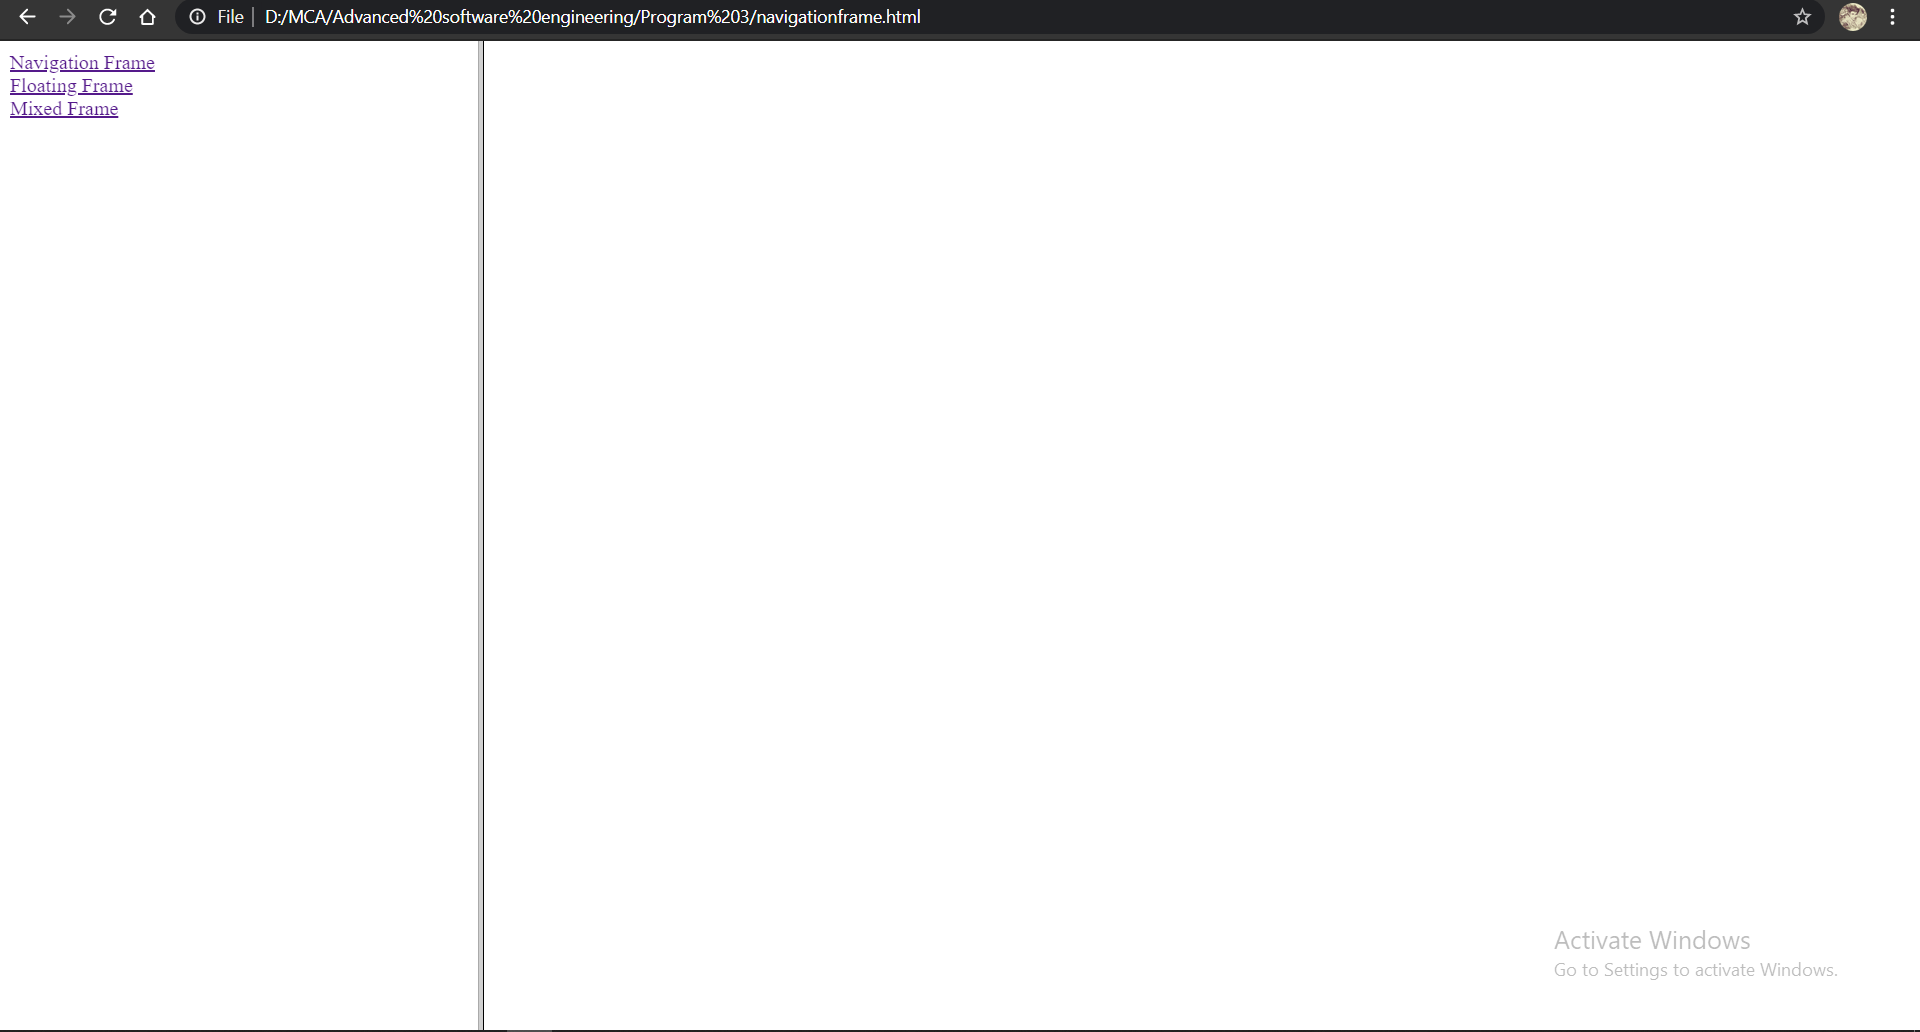 File D:/MCA/Advanced%20software%20engineering/Program%203/navigationframe.html
Navigation Frame
Floating Frame
Mixed Frame
Activate Windows
Go to Settings to activate Windows.